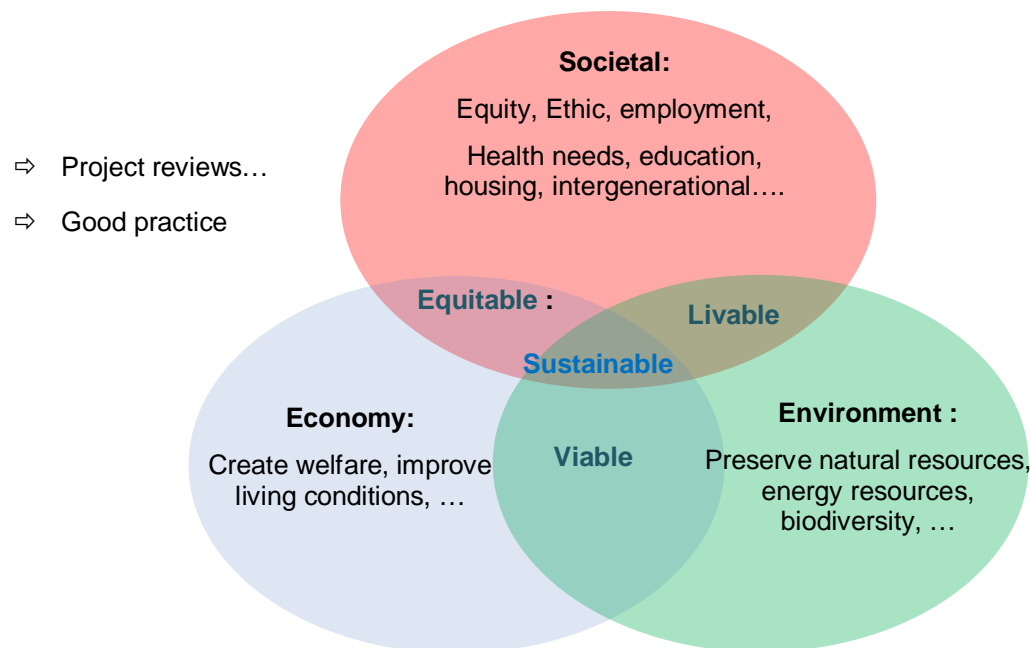 Societal:
Equity, Ethic, employment,
Health needs, education,
housing, intergenerational….
⇨ Project reviews…
⇨ Good practice
Equitable :
Livable
Sustainable
Economy:
Create welfare, improve
living conditions, …
Viable
Environment :
Preserve natural resources,
energy resources,
biodiversity, …